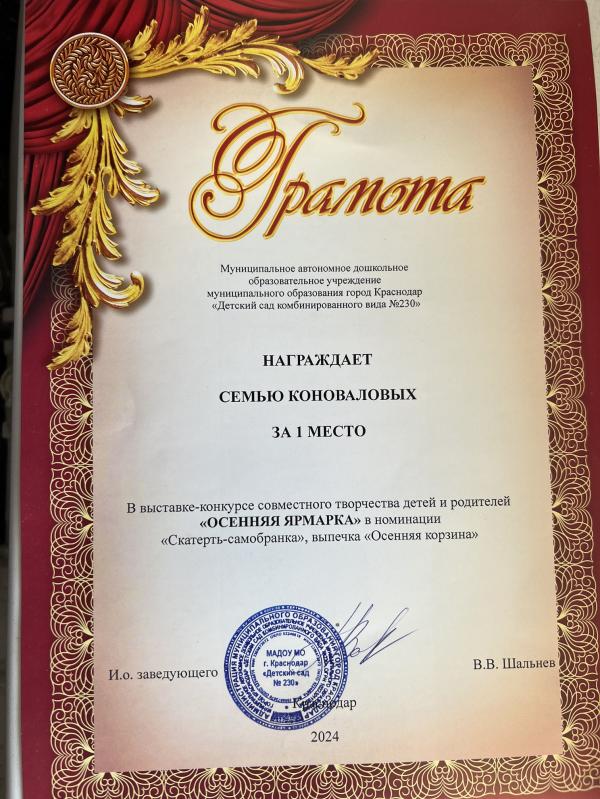 Грамота
Муниципальное автономное дошкольное
образовательное учреждение
муниципального образования город Краснодар
«Детский сад комбинированного вида №230»
НАГРАЖДАЕТ
СЕМЬЮ КОНОВАЛОВЫХ
ЗА 1 МЕСТО
В выставке-конкурсе совместного творчества детей и родителей
«ОСЕННЯЯ ЯРМАРКА» в номинации
«Скатерть-самобранка», выпечка «Осенняя корзина»
МАДОУ МО
г. Краснодар
«Детский сад
№ 230»
И.о. заведующего
В.В. Шальнев
Краснодар
2024